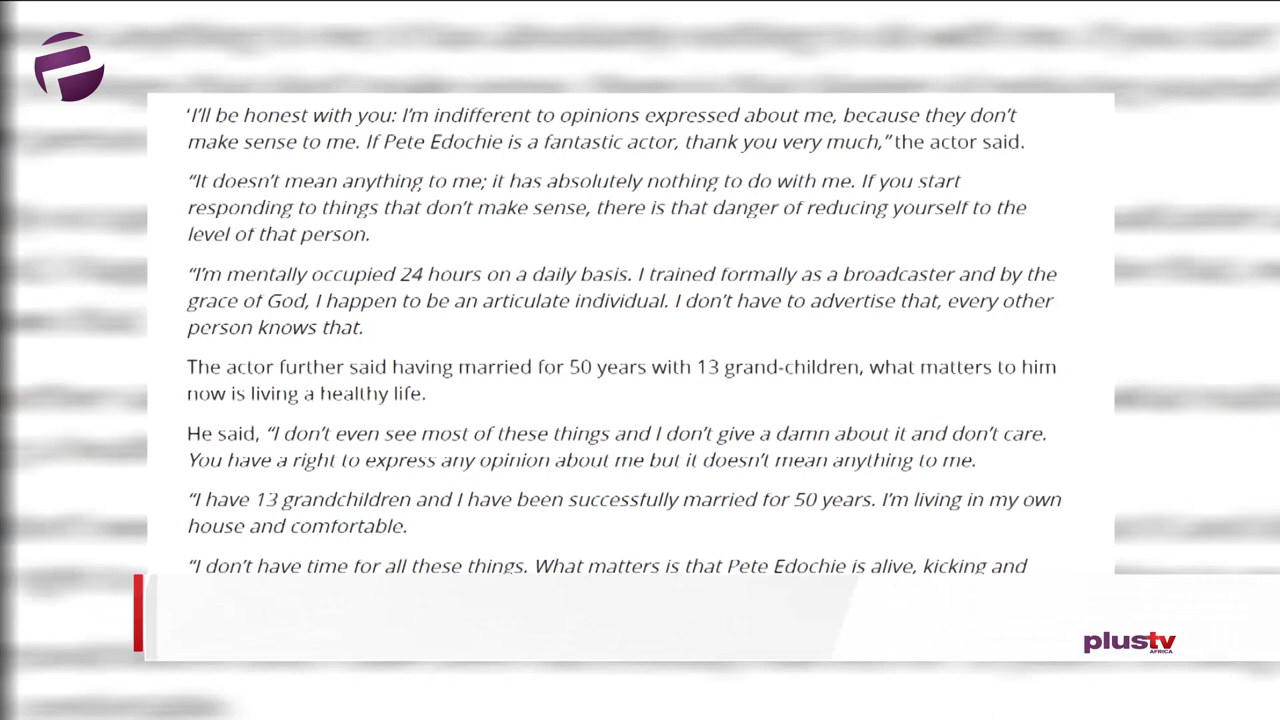 ‘I’ll be honest with you: I’m indifferent to opinions expressed about me, because they don’t
make sense to me. If Pete Edochie is a fantastic actor, thank you very much,” the actor said.
“It doesn’t mean anything to me; it has absolutely nothing to do with me. If you start
responding to things that don’t make sense, there is that danger of reducing yourself to the
level of that person.
“I’m mentally occupied 24 hours on a daily basis. I trained formally as a broadcaster and by the
grace of God, I happen to be an articulate individual. I don’t have to advertise that, every other
person knows that.
The actor further said having married for 50 years with 13 grand-children, what matters to him
now is living a healthy life.
He said, “I don’t even see most of these things and I don’t give a damn about it and don’t care.
You have a right to express any opinion about me but it doesn’t mean anything to me.
“I have 13 grandchildren and I have been successfully married for 50 years. I’m living in my own
house and comfortable.
“I don’t have time for all these things. What matters is that Pete Edochie is alive, kicking and
plustv
AFRICA